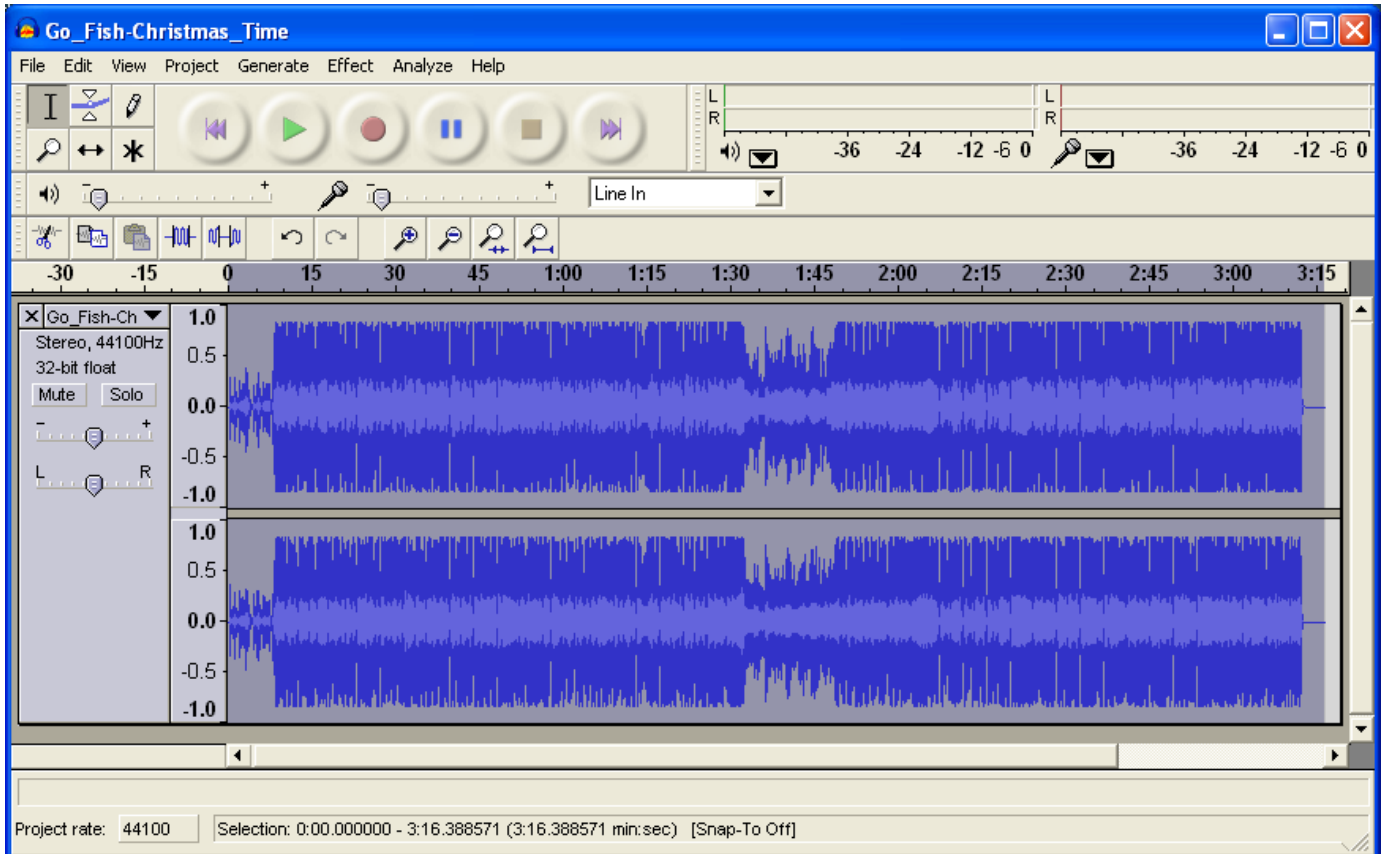 Go_Fish-Christmas_Time
File Edit View Project Generate Effect Analyze Help
L
R
-36 -24 -12 -6 0
L
R
-36 -24 -12 -6 0
- +
- +
Line In
-30 -15 0 15 30 45 1:00 1:15 1:30 1:45 2:00 2:15 2:30 2:45 3:00 3:15
X Go_Fish-Ch
Stereo, 44100Hz
32-bit float
Mute Solo
- +
L R
1.0
0.5
0.0
-0.5
-1.0
1.0
0.5
0.0
-0.5
-1.0
Project rate: 44100 Selection: 0:00.000000 - 3:16.388571 (3:16.388571 min:sec) [Snap-To Off]